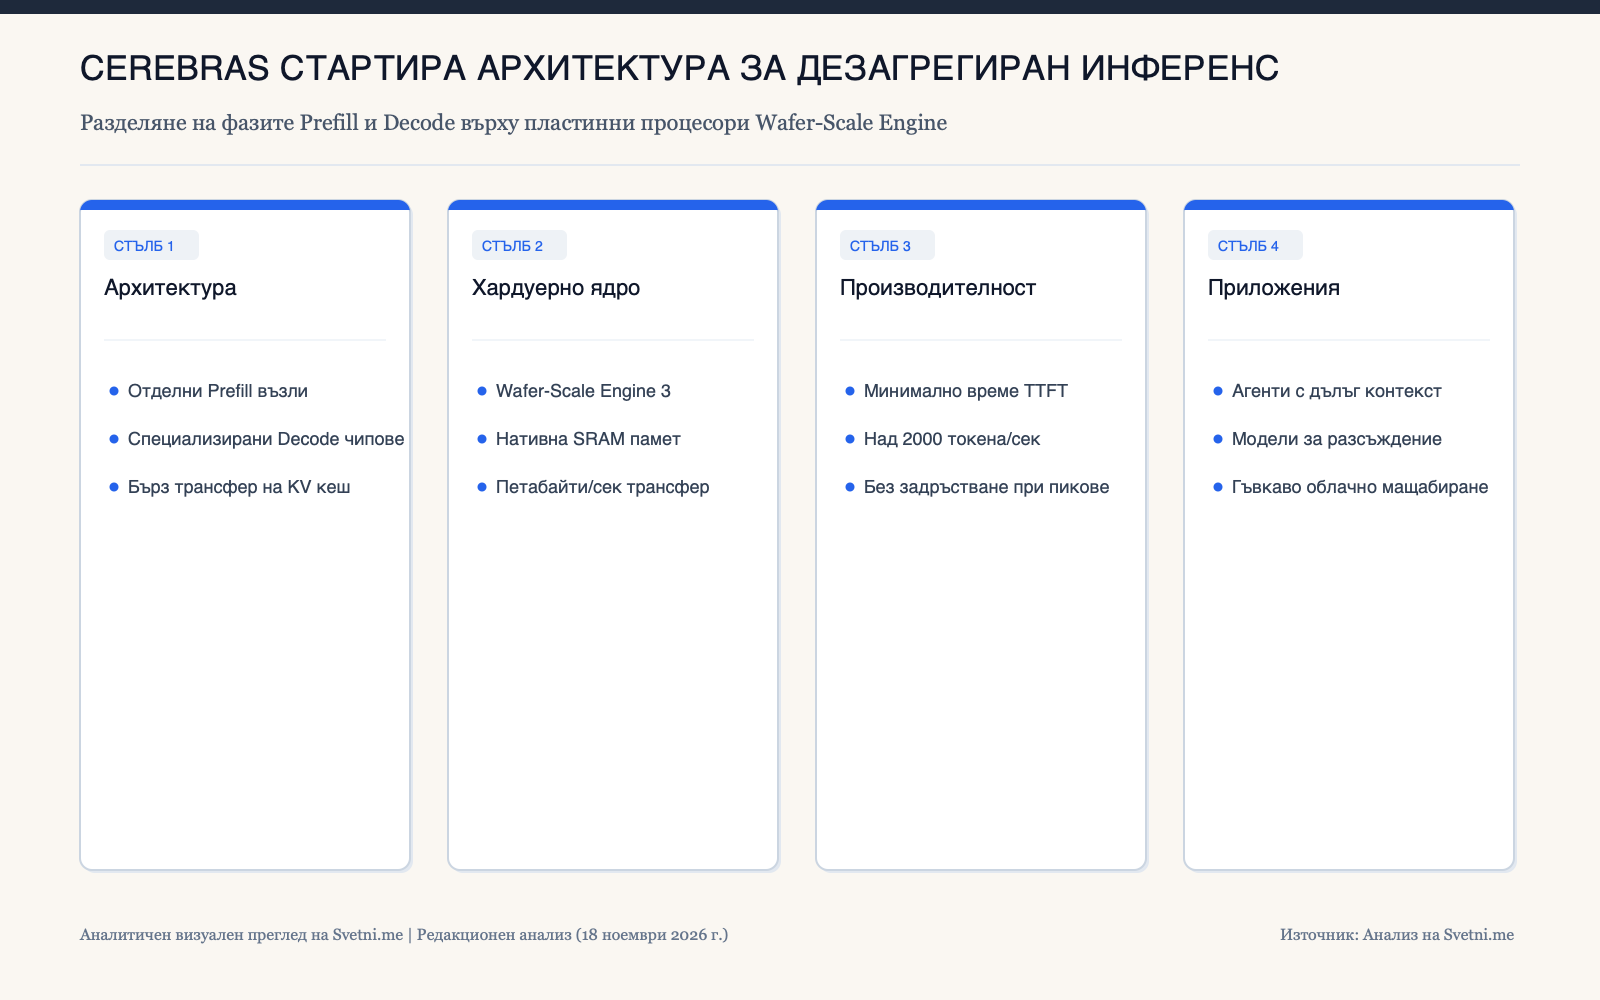 CEREBRAS СТАРТИРА АРХИТЕКТУРА ЗА ДЕЗАГРЕГИРАН ИНФЕРЕНС
Разделяне на фазите Prefill и Decode върху пластинни процесори Wafer-Scale Engine
СТЪЛБ 1
Архитектура
Отделни Prefill възли
Специализирани Decode чипове
Бърз трансфер на KV кеш
СТЪЛБ 2
Хардуерно ядро
Wafer-Scale Engine 3
Нативна SRAM памет
Петабайти/сек трансфер
СТЪЛБ 3
Производителност
Минимално време TTFT
Над 2000 токена/сек
Без задръстване при пикове
СТЪЛБ 4
Приложения
Агенти с дълъг контекст
Модели за разсъждение
Гъвкаво облачно мащабиране
Аналитичен визуален преглед на Svetni.me | Редакционен анализ (18 ноември 2026 г.)
Източник: Анализ на Svetni.me